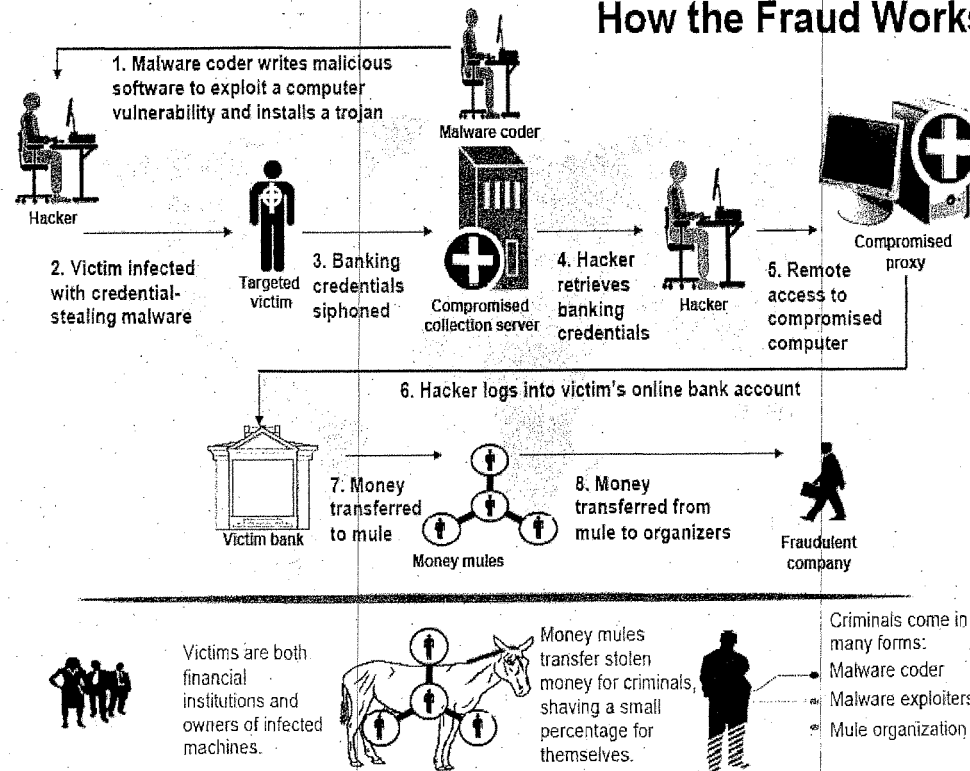 How the Fraud Works
1. Malware coder writes malicious
software to exploit a computer
vulnerability and installs a trojan
Malware coder
Hacker
2. Victim infected
with credential-
stealing malware
Targeted
victim
3. Banking
credentials
siphoned
Compromised
collection server
4. Hacker
retrieves
banking
credentials
Hacker
5. Remote
access to
compromised
computer
Compromised
proxy
6. Hacker logs into victim's online bank account
Victim bank
7. Money
transferred
to mule
Money mules
8. Money
transferred from
mule to organizers
Fraudulent
company
Victims are both
financial
institutions and
owners of infected
machines.
Money mules
transfer stolen
money for criminals,
shaving a small
percentage for
themselves.
Criminals come in
many forms:
Malware coder
Malware exploiters
Mule organization